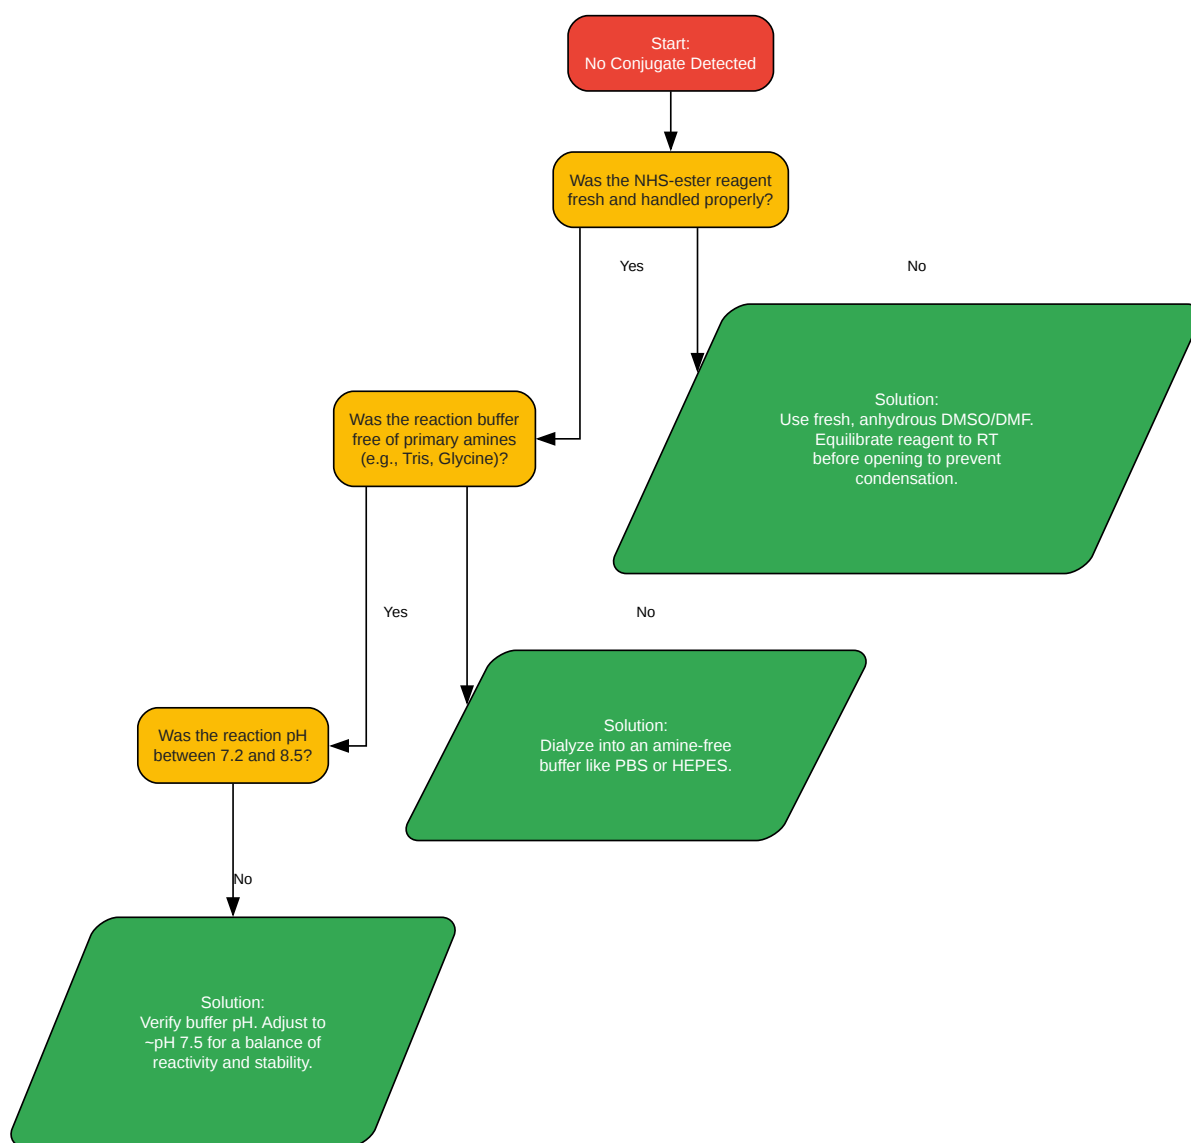 Start:
No Conjugate Detected
Was the NHS-ester reagent
fresh and handled properly?
Yes
No
Solution:
Use fresh, anhydrous DMSO/DMF.
Equilibrate reagent to RT
before opening to prevent
condensation.
Was the reaction buffer
free of primary amines
(e.g., Tris, Glycine)?
Yes
No
Solution:
Dialyze into an amine-free
buffer like PBS or HEPES.
Was the reaction pH
between 7.2 and 8.5?
No
Solution:
Verify buffer pH. Adjust to
~pH 7.5 for a balance of
reactivity and stability.